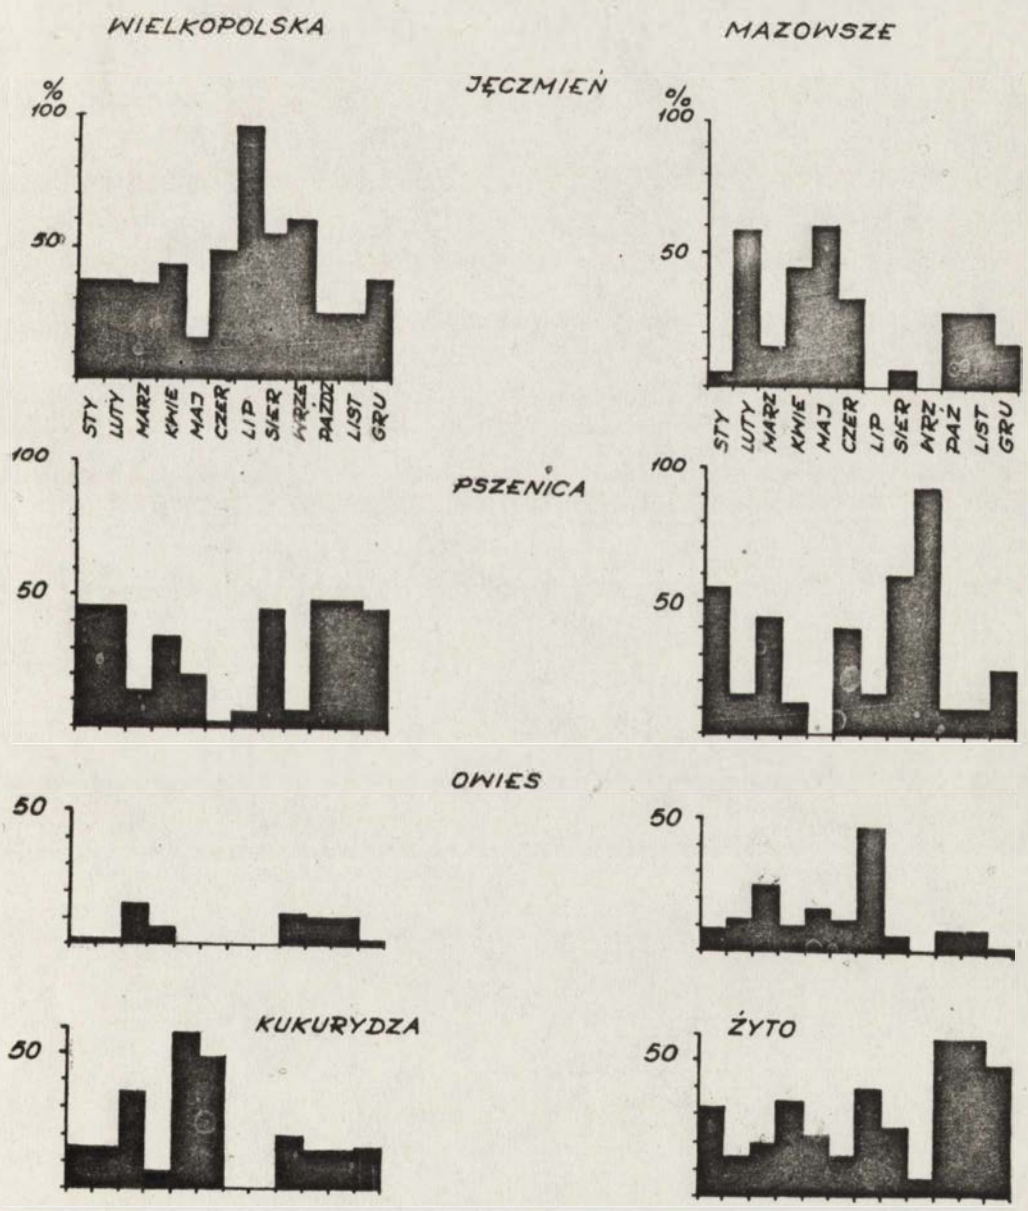 WIELKOPOLSKA
MAZOWSZE
JĘCZMIEŃ
%
100
50
STY LUTY MARZ KWIE MAJ CZER LIP SIER WRZE PAŹDZ LIST GRU
%
100
50
STY LUTY MARZ KWIE MAJ CZER LIP SIER WRZ PAŹ LIST GRU
PSZENICA
100
50
100
50
OWIES
50
50
KUKURYDZA
50
ŻYTO
50